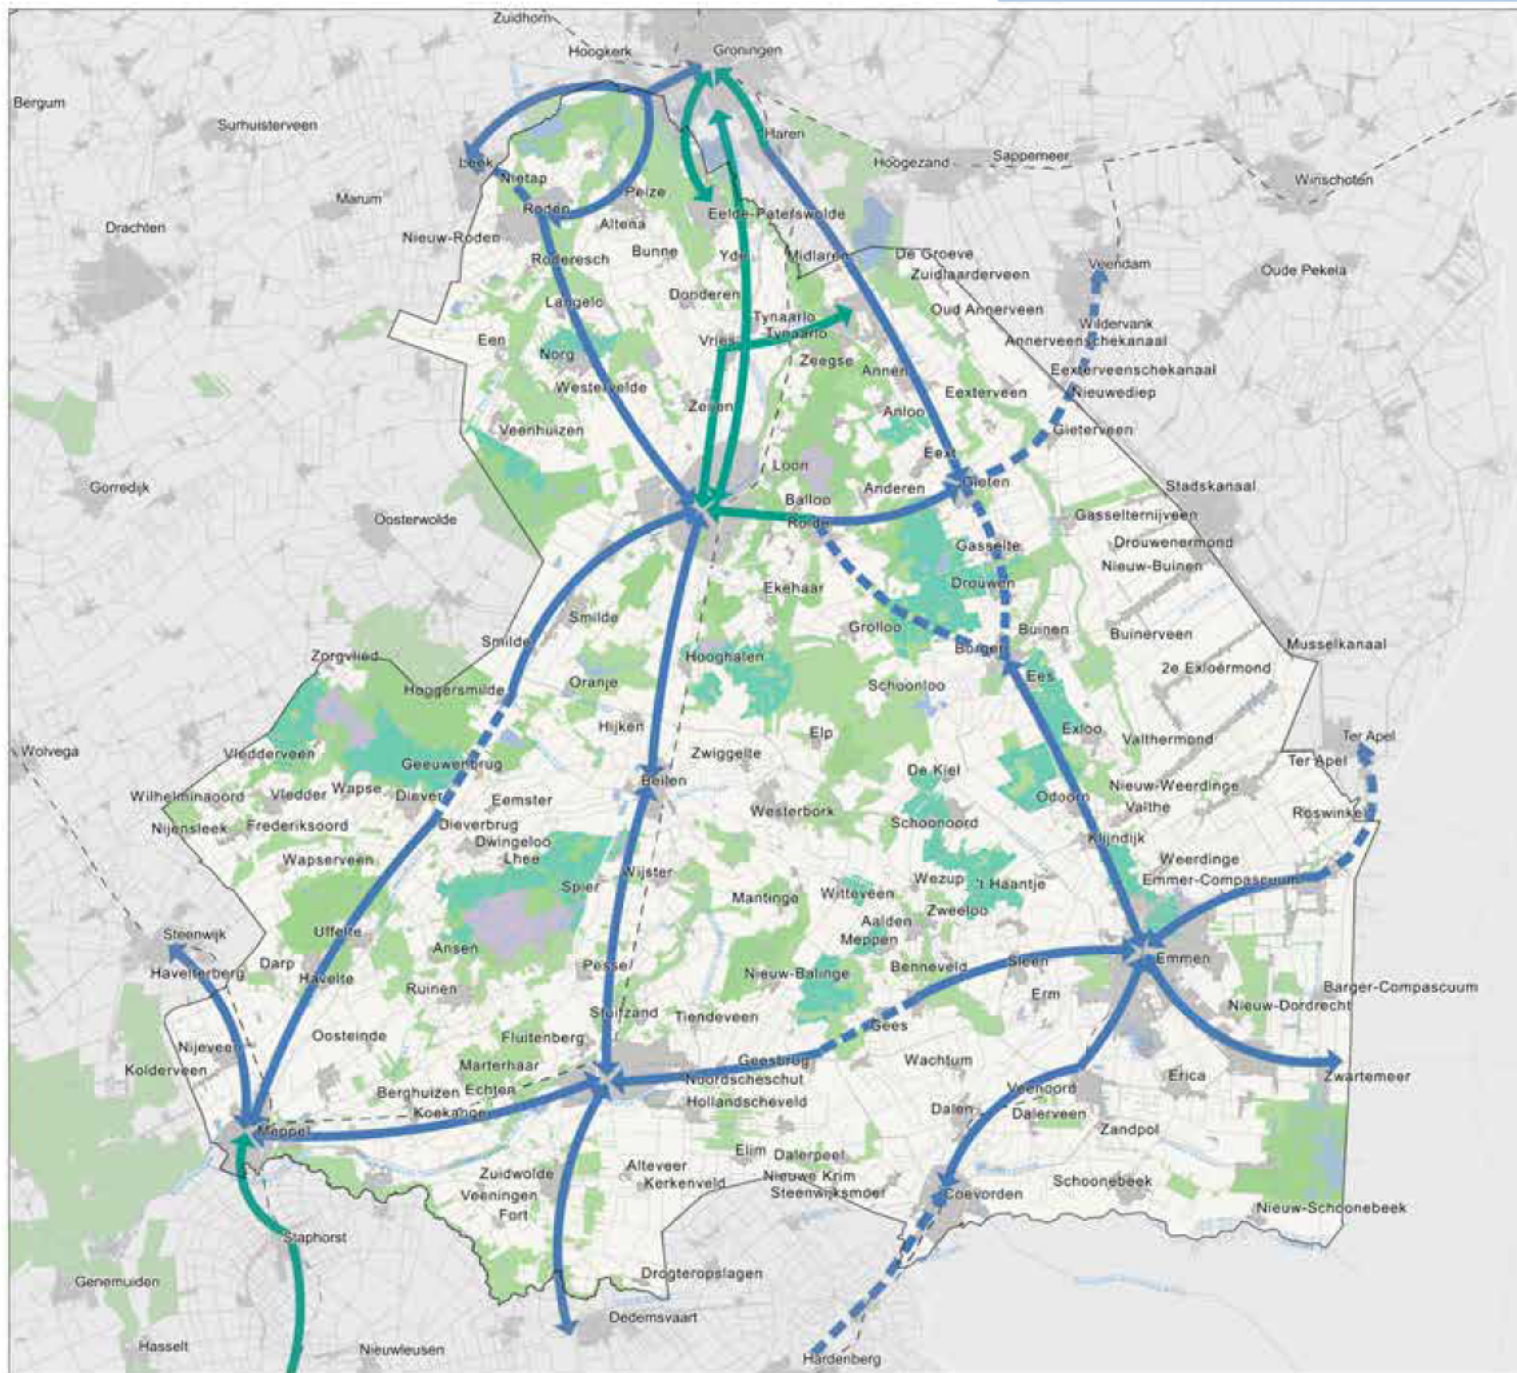 Zuidhorn
Hoogkerk
Groningen
Bergum
Surhuisterveen
Haren
Leek
Hoogezand
Sappemeer
Nietap
Winschoten
Marum
Peize
Roden
Altena
Eelde-Paterswolde
Drachten
Nieuw-Roden
Bunne
Yde
Midlaren
De Groeve
Roderesch
Veendam
Oude Pekela
Zuidlaarderveen
Langelo
Donderen
Oud Annerveen
Tynaarlo
Wildervank
Tynaarlo
Een
Vries
Annerveenschekanaal
Norg
Zeegse
Annen
Eexterveenschekanaal
Westervelde
Eexterveen
Nieuwediep
Zeijen
Anloo
Veenhuizen
Gieterveen
Eext
Loon
Gorredijk
Anderen
Gieten
Stadskanaal
Balloo
Oosterwolde
Rolde
Gasselternijveen
Gasselte
Drouwenermond
Nieuw-Buinen
Ekehaar
Drouwen
Smilde
Grolloo
Buinen
Buinerveen
Smilde
Borger
Musselkanaal
Zorgvlied
Hooghalen
2e Exloërmond
Hoogersmilde
Oranje
Schoonloo
Ees
Hijken
Elp
Exloo
Wolvega
Vledderveen
Zwiggelte
Valthermond
Ter Apel
Geeuwenbrug
Ter Apel
Beilen
De Kiel
Wilhelminaoord
Vledder
Wapse
Diever
Eemster
Odoorn
Nieuw-Weerdinge
Westerbork
Valthe
Roswinkel
Nijensleek
Frederiksoord
Dieverbrug
Schoonoord
Dwingeloo
Klijndijk
Wapserveen
Lhee
Weerdinge
Spier
Wijster
Wezup
't Haantje
Emmer-Compascuum
Mantinge
Witteveen
Zweeloo
Aalden
Steenwijk
Uffelte
Meppen
Ansen
Emmen
Darp
Pesse
Benneveld
Sleen
Havelterberg
Havelte
Nieuw-Balinge
Ruinen
Erm
Barger-Compascuum
Nieuw-Dordrecht
Stuifzand
Tiendeveen
Gees
Oosteinde
Fluitenberg
Nijeveen
Geesbrug
Wachtum
Kolderveen
Marterhaar
Noordscheschut
Erica
Zwartemeer
Berghuizen
Echten
Veenoord
Koekange
Hollandscheveld
Dalen
Dalerveen
Meppel
Zandpol
Elim
Dalerpeel
Zuidwolde
Alteveer
Nieuwe Krim
Kerkenveld
Schoonebeek
Veeningen
Steenwijksmoer
Coevorden
Fort
Nieuw-Schoonebeek
Staphorst
Genemuiden
Drogteropslagen
Dedemsvaart
Hasselt
Nieuwleusen
Hardenberg